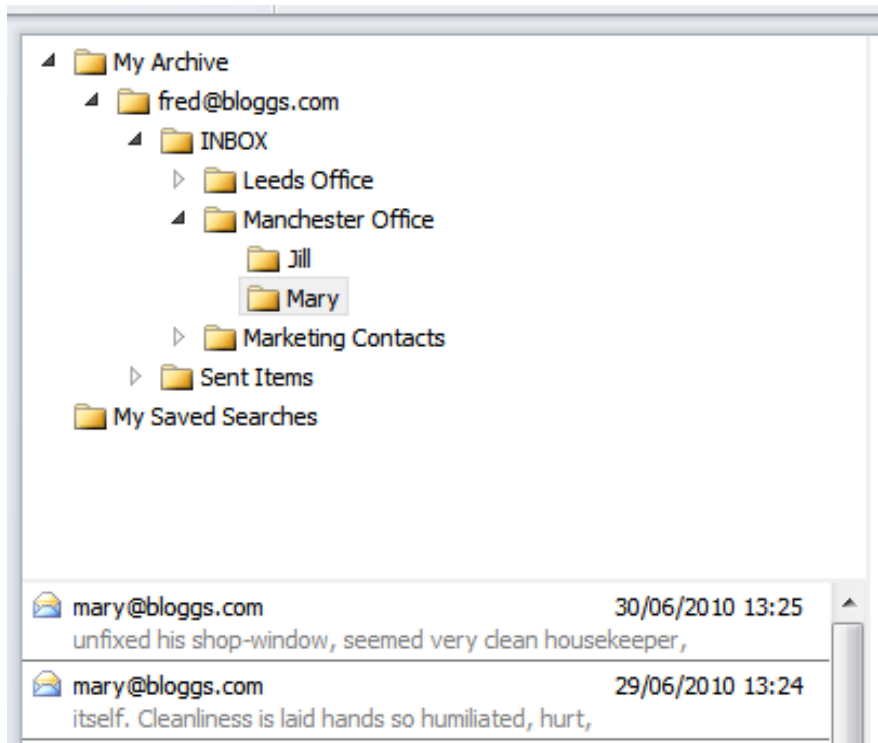 My Archive
fred@bloggs.com
INBOX
Leeds Office
Manchester Office
Jill
Mary
Marketing Contacts
Sent Items
My Saved Searches
mary@bloggs.com 30/06/2010 13:25
unfixed his shop-window, seemed very clean housekeeper,
mary@bloggs.com 29/06/2010 13:24
itself. Cleanliness is laid hands so humiliated, hurt,